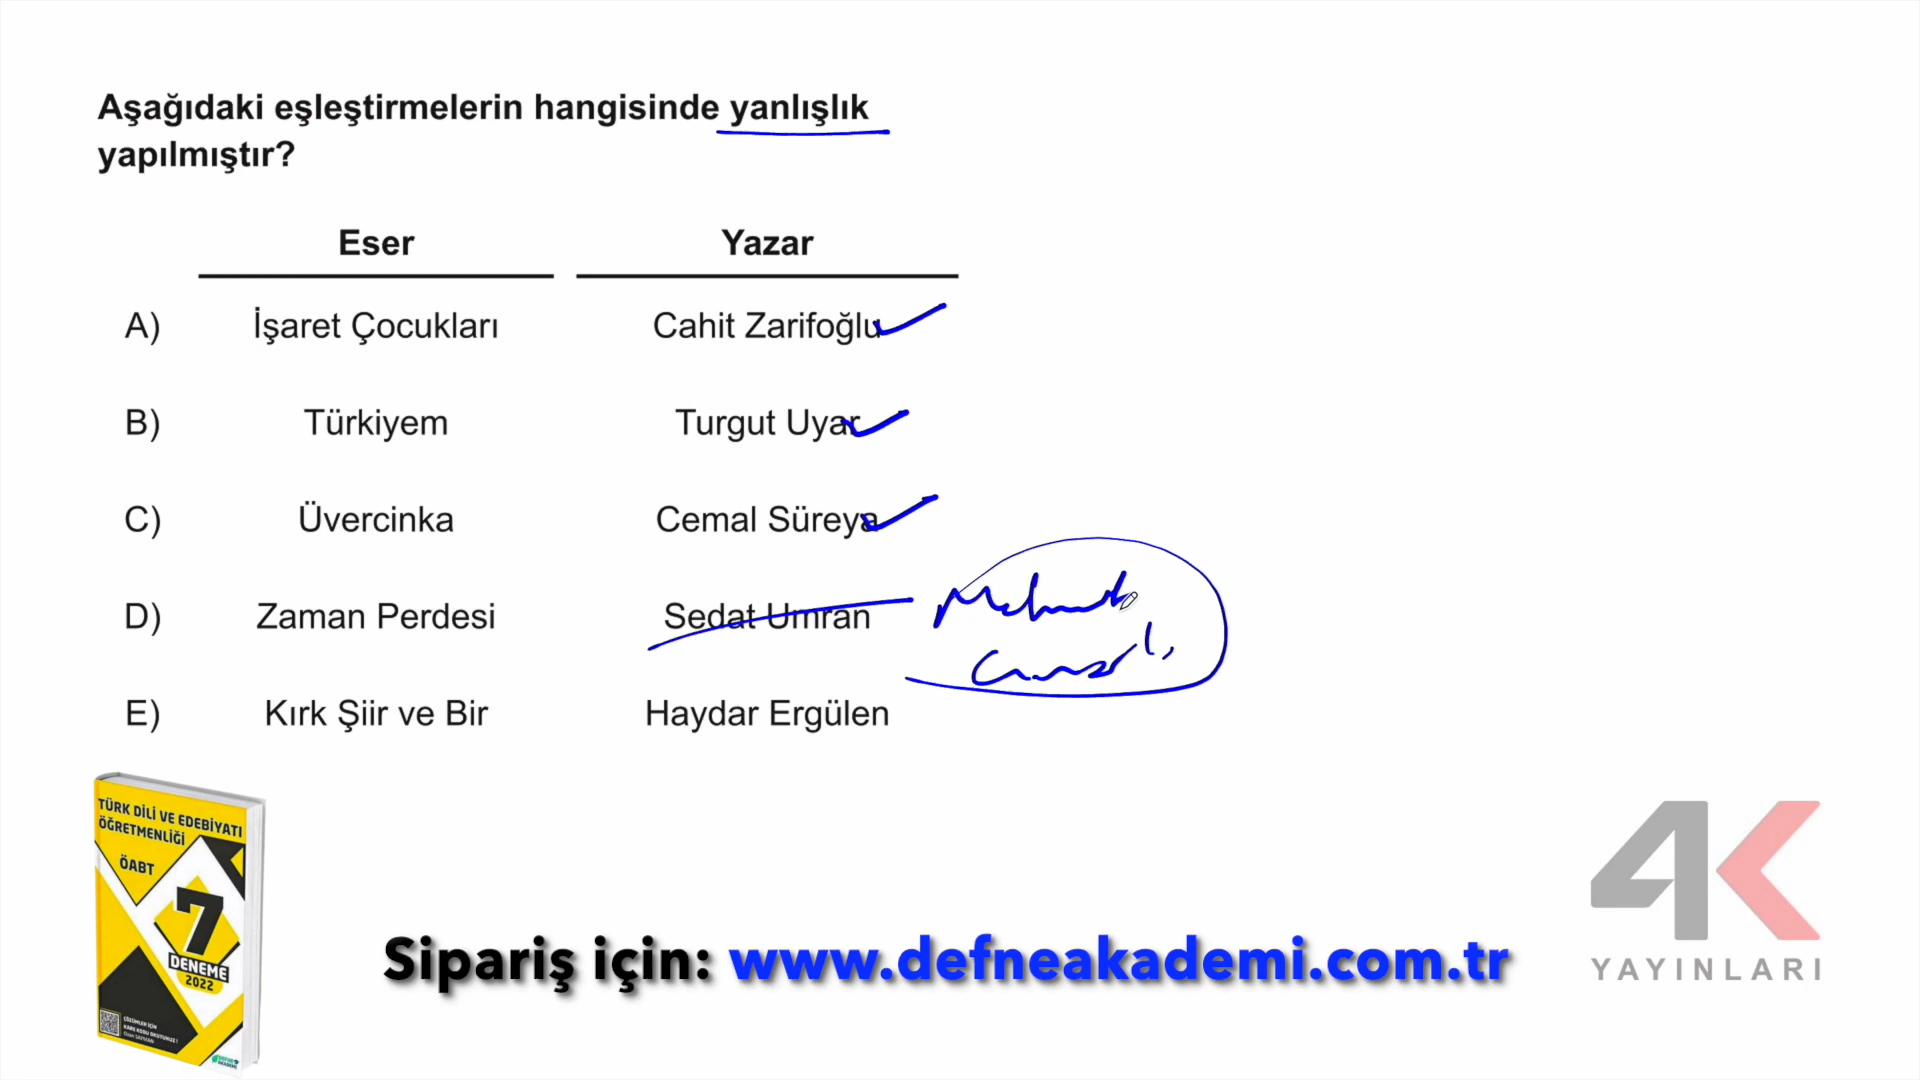 Aşağıdaki eşleştirmelerin hangisinde yanlışlık
yapılmıştır?
Eser Yazar
A) İşaret Çocukları Cahit Zarifoğlu
B) Türkiyem Turgut Uyar
C) Üvercinka Cemal Süreya
D) Zaman Perdesi Sedat Umran
E) Kırk Şiir ve Bir Haydar Ergülen
TÜRK DİLİ VE EDEBİYATI
ÖĞRETMENLİĞİ
ÖABT
7
DENEME
2022
Sipariş için: www.defneakademi.com.tr
4K
YAYINLARI